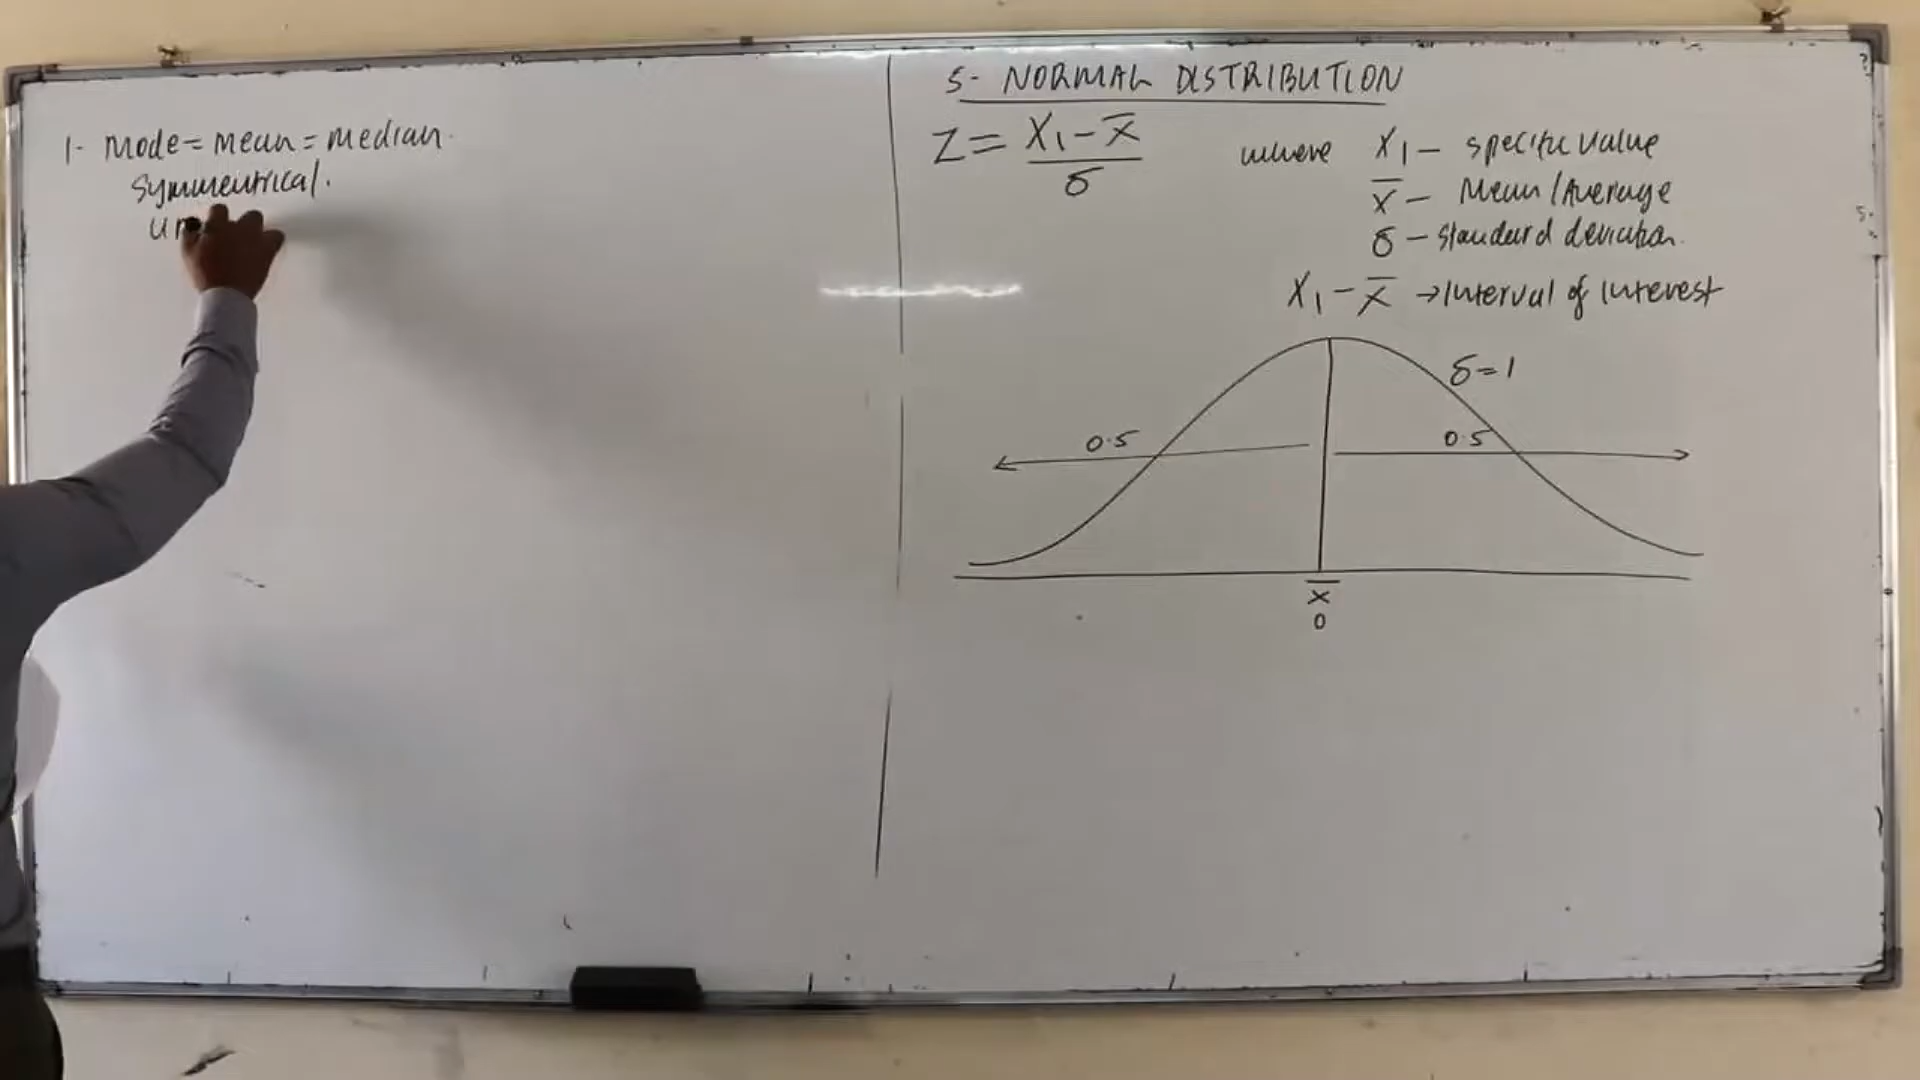 1- Mode = Mean = Median.
Symmentrical.
5- NORMAL DISTRIBUTION
Z = (X₁ - x̄) / δ
where X₁ - specific value
x̄ - Mean/Average
δ - standard deviation.
X₁ - x̄ → Interval of interest
δ = 1
0.5 0.5
x̄
0